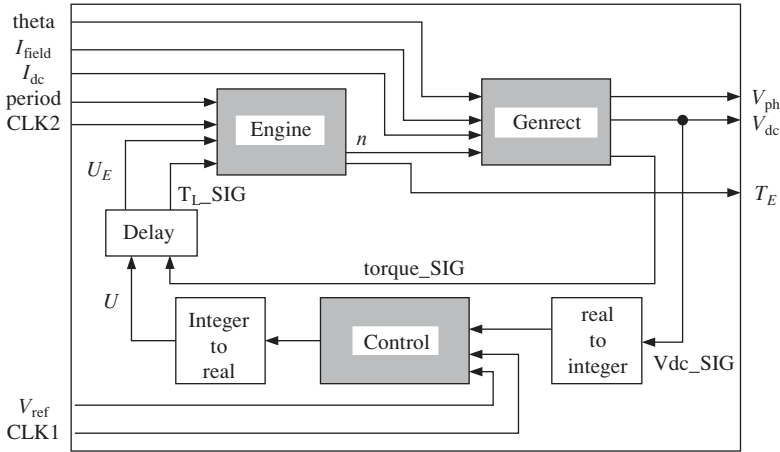 theta
I_field
I_dc
period
CLK2
Engine
Genrect
V_ph
V_dc
n
U_E
T_L_SIG
T_E
Delay
torque_SIG
U
Integer
to
real
Control
real
to
integer
Vdc_SIG
V_ref
CLK1